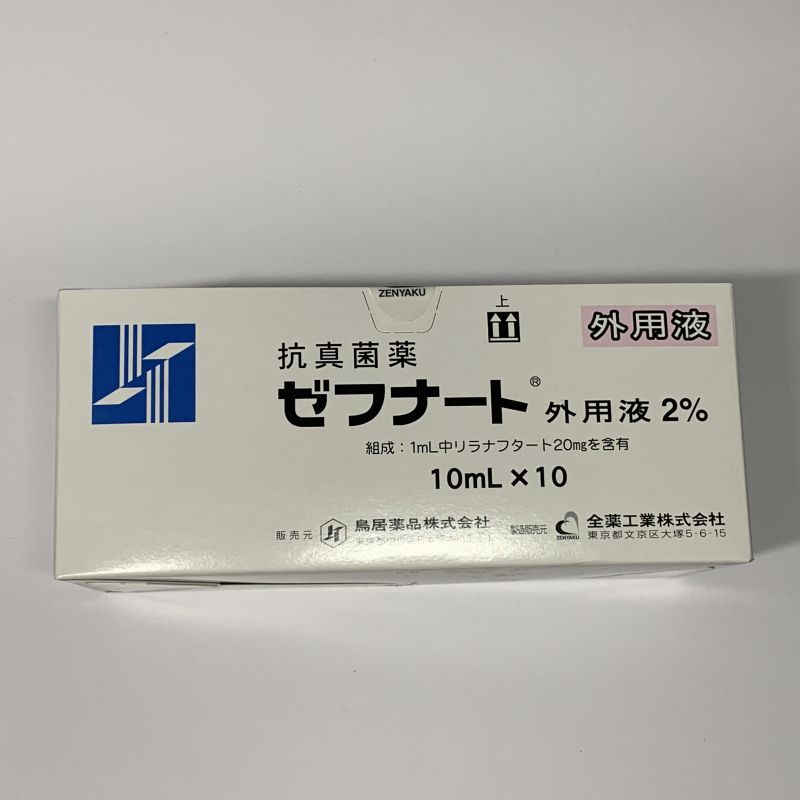 ZENYAKU
上
外用液
抗真菌薬
ゼフナート® 外用液 2%
組成：1mL中リラナフタート20mgを含有
10mL×10
販売元 JT 鳥居薬品株式会社
製造販売元 ZENYAKU 全薬工業株式会社
東京都文京区大塚5-6-15